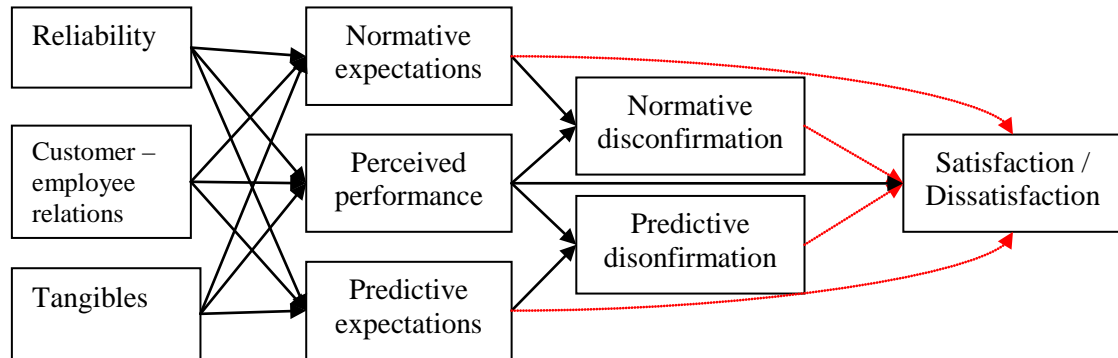 Reliability
Customer –
employee
relations
Tangibles
Normative
expectations
Perceived
performance
Predictive
expectations
Normative
disconfirmation
Predictive
disonfirmation
Satisfaction /
Dissatisfaction